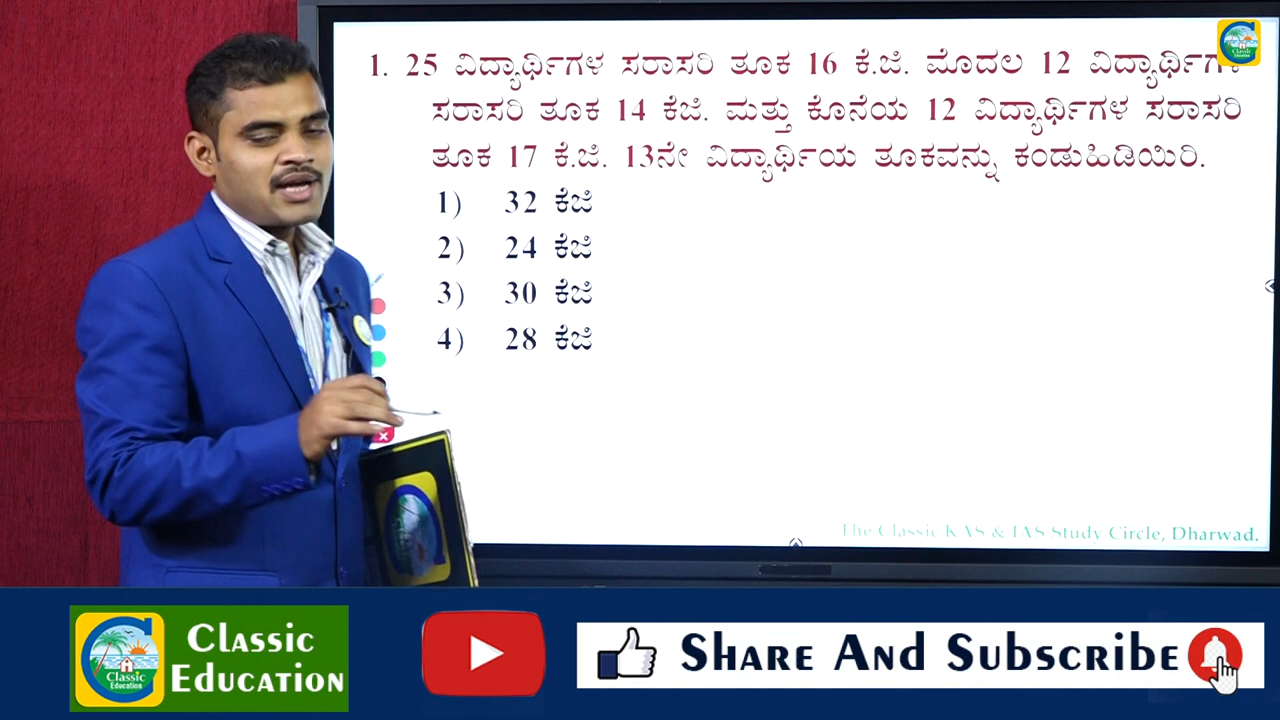 1. 25 ವಿದ್ಯಾರ್ಥಿಗಳ ಸರಾಸರಿ ತೂಕ 16 ಕೆ.ಜಿ. ಮೊದಲ 12 ವಿದ್ಯಾರ್ಥಿಗಳ
ಸರಾಸರಿ ತೂಕ 14 ಕೆಜಿ. ಮತ್ತು ಕೊನೆಯ 12 ವಿದ್ಯಾರ್ಥಿಗಳ ಸರಾಸರಿ
ತೂಕ 17 ಕೆ.ಜಿ. 13ನೇ ವಿದ್ಯಾರ್ಥಿಯ ತೂಕವನ್ನು ಕಂಡುಹಿಡಿಯಿರಿ.
1) 32 ಕೆಜಿ
2) 24 ಕೆಜಿ
3) 30 ಕೆಜಿ
4) 28 ಕೆಜಿ
The Classic KAS & IAS Study Circle, Dharwad.
Classic
Education
Classic
Education
Share And Subscribe